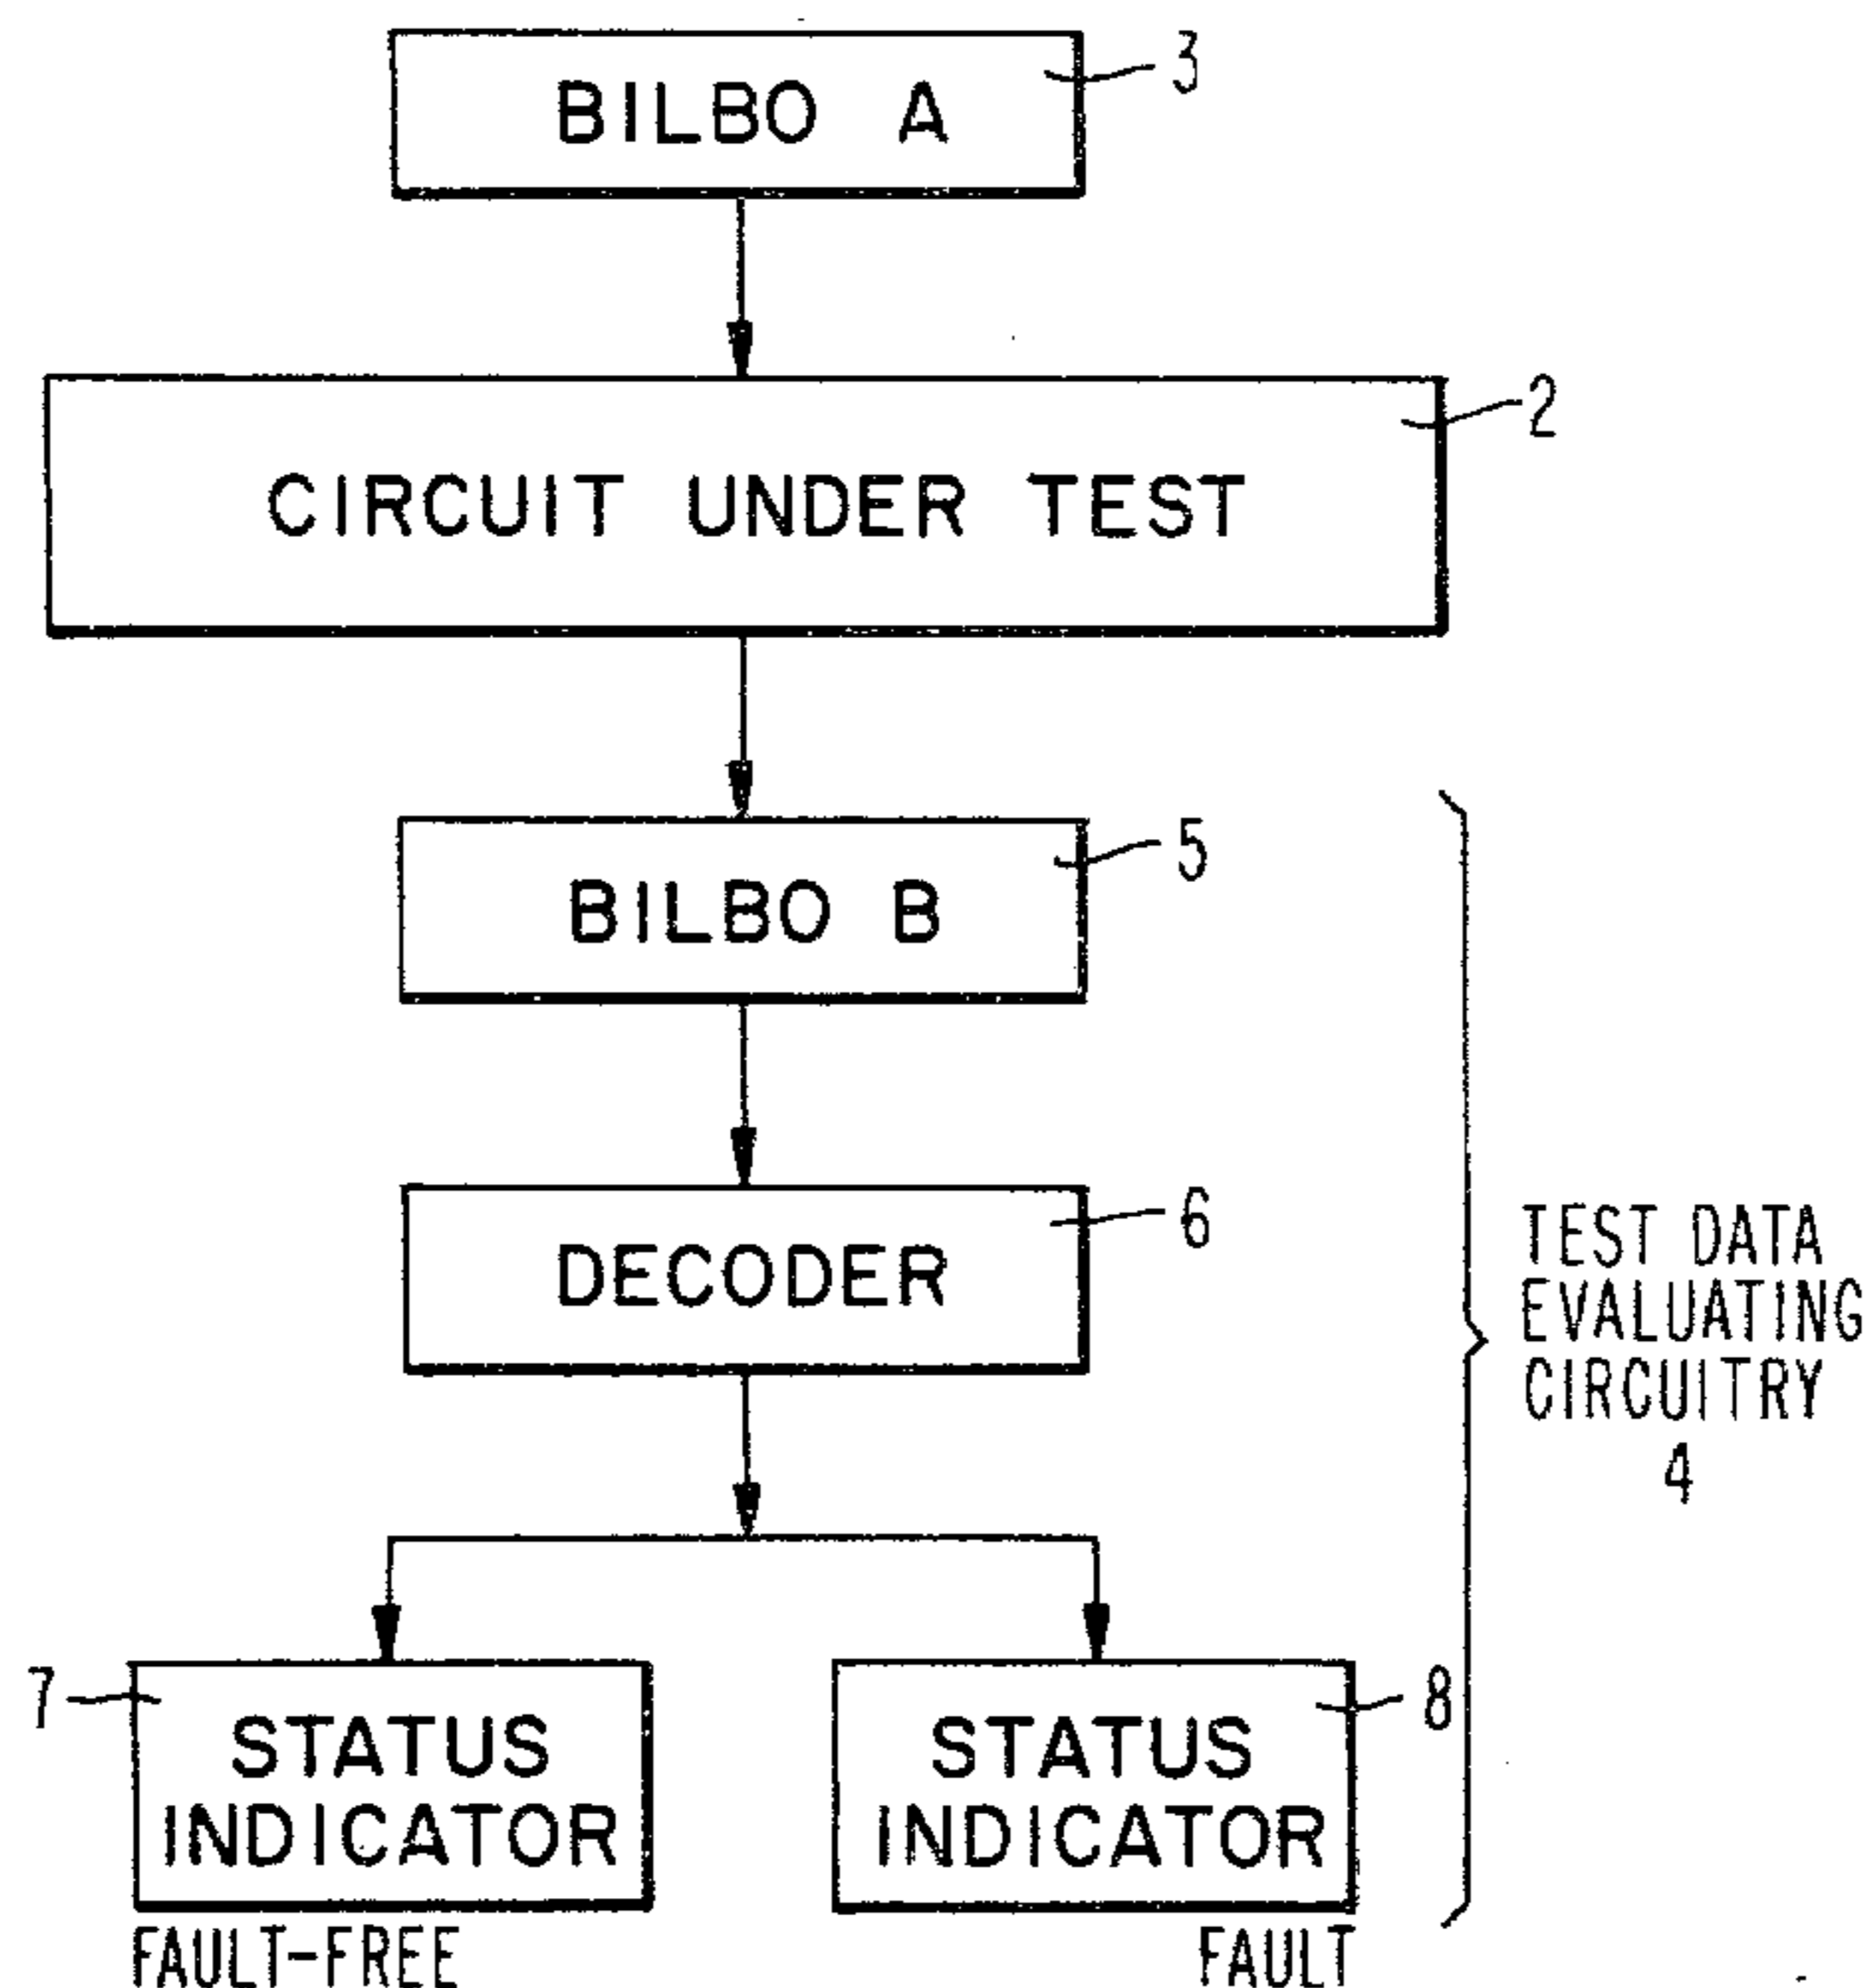 BILBO A
3
CIRCUIT UNDER TEST
2
BILBO B
5
DECODER
6
TEST DATA
EVALUATING
CIRCUITRY
4
7
STATUS
INDICATOR
FAULT-FREE
STATUS
INDICATOR
8
FAULT